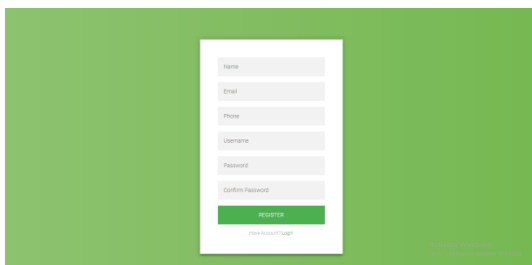 Name
Email
Phone
Username
Password
Confirm Password
REGISTER
Have Account? Login